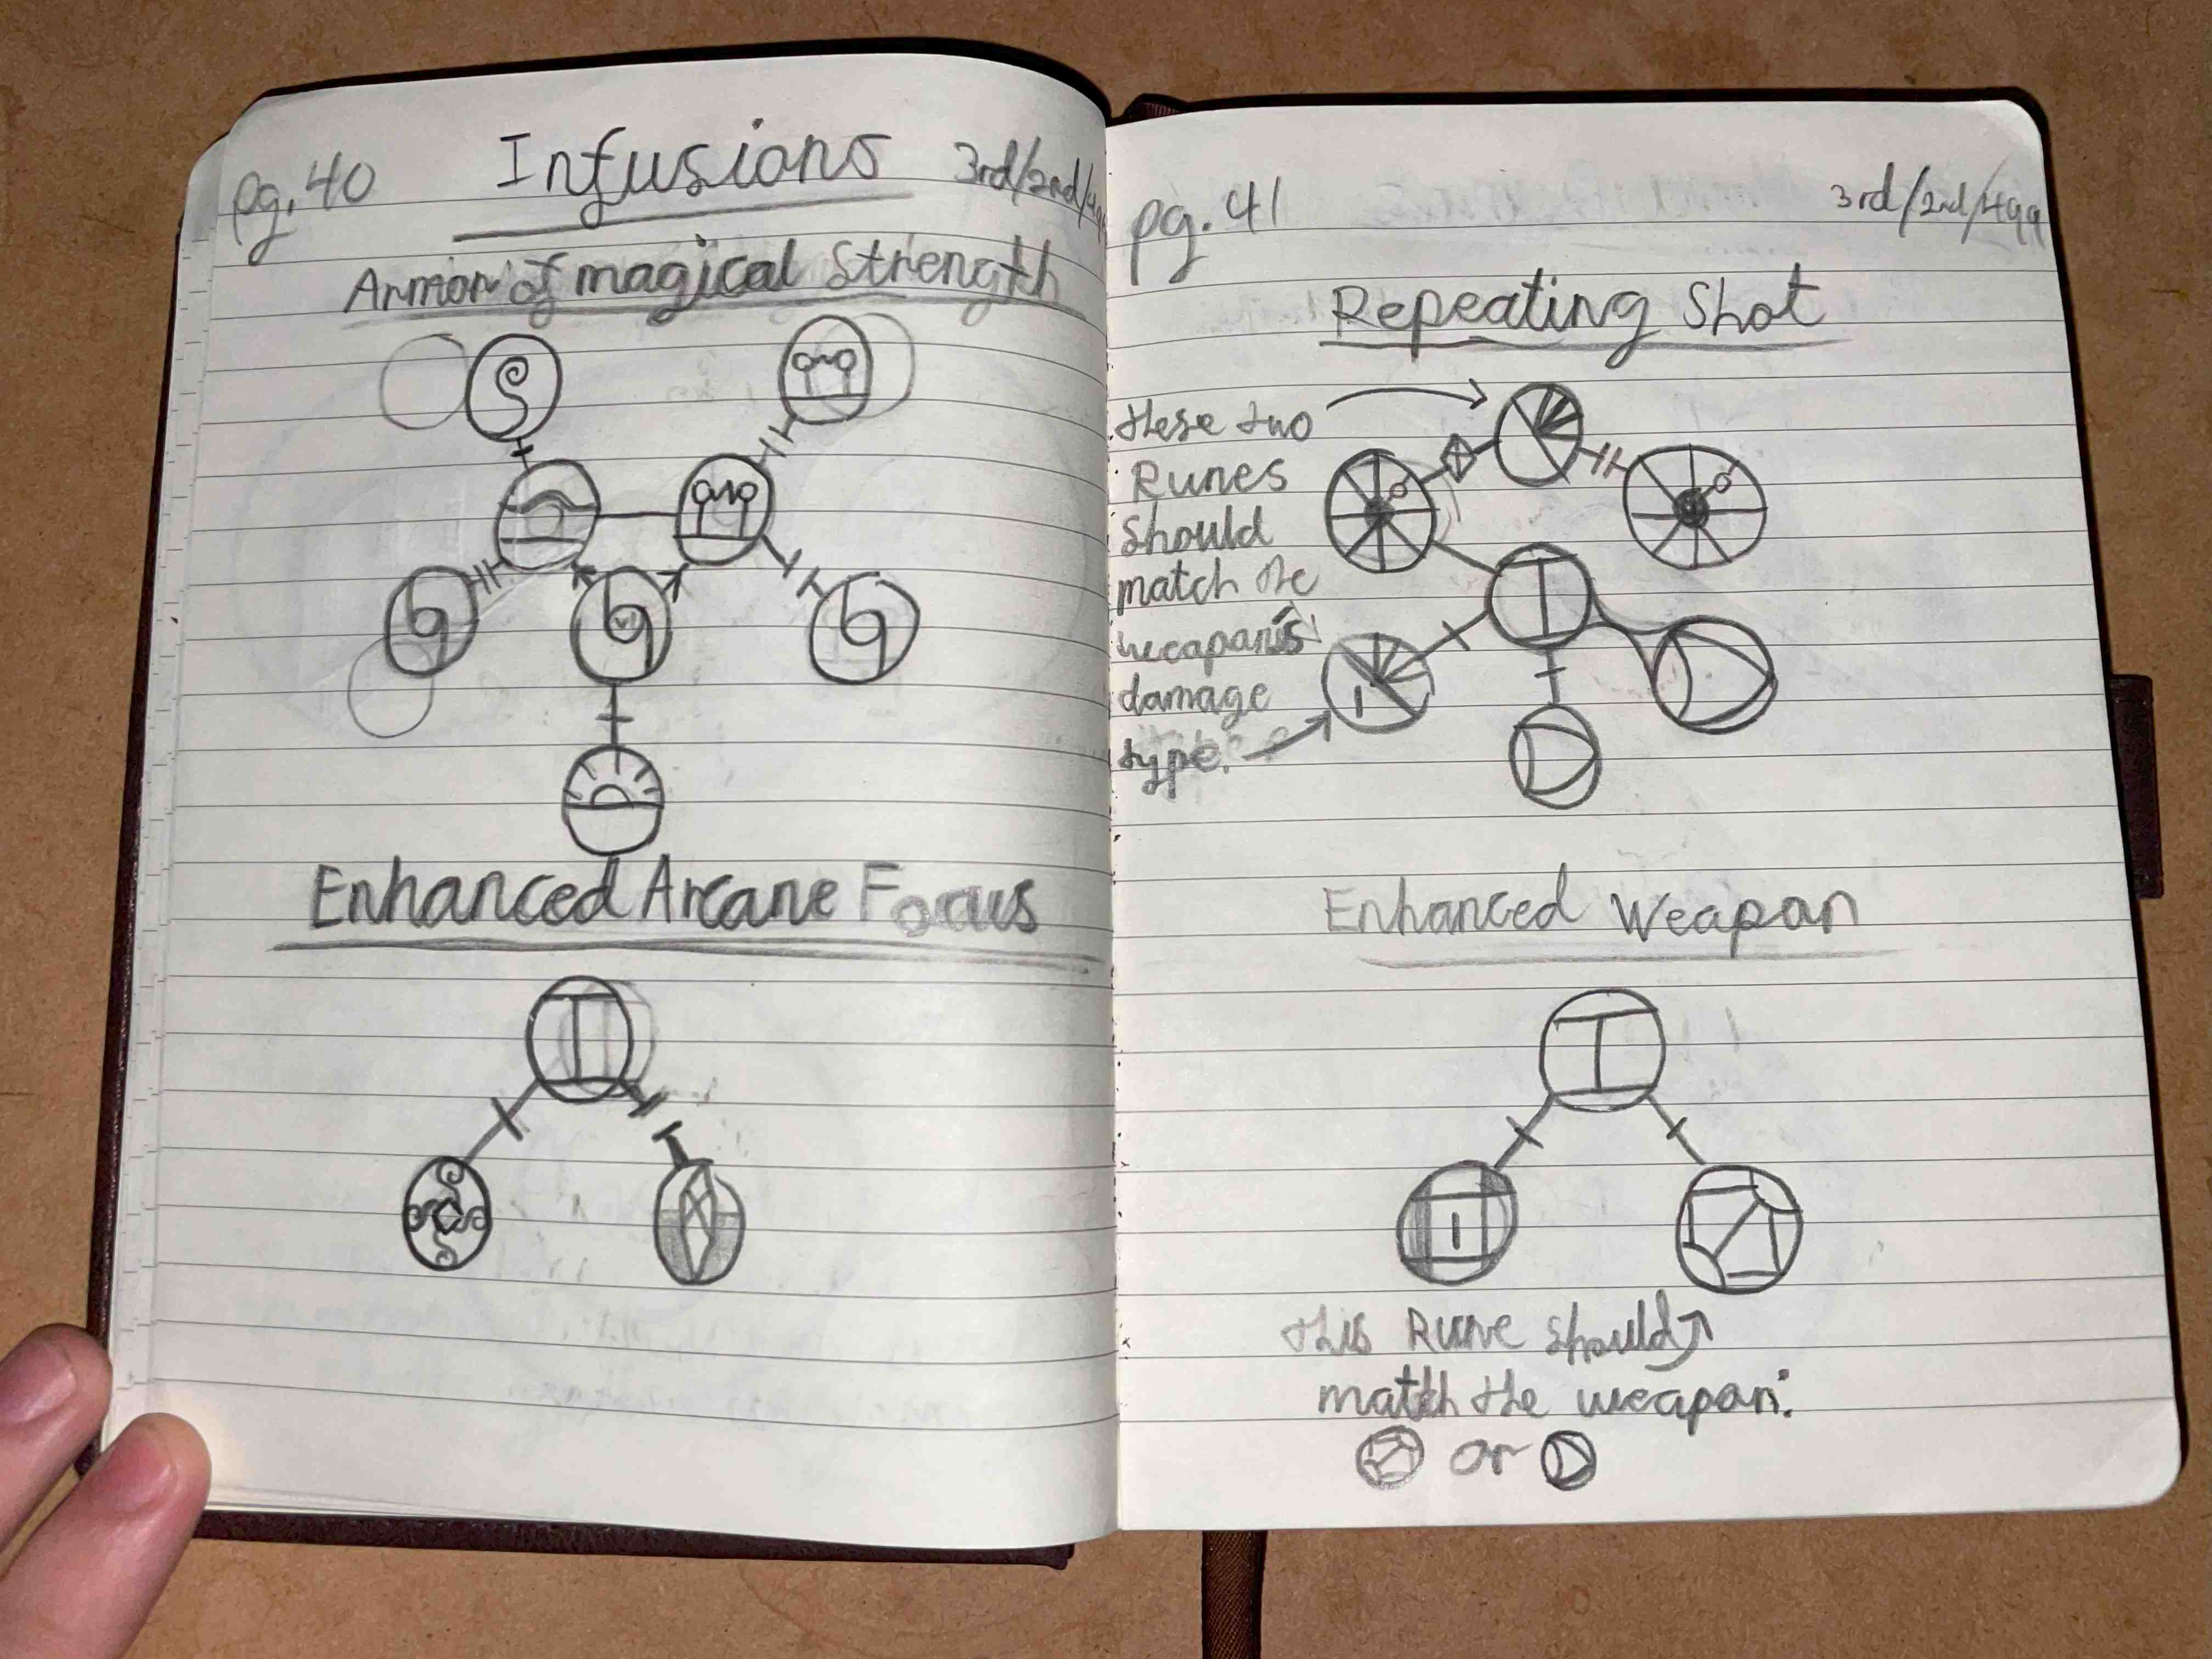 pg. 40
Infusions
3rd/2nd/499
Armor of magical Strength
Enhanced Arcane Focus
pg. 41
3rd/2nd/499
Repeating Shot
these two
Runes
should
match the
weapon's
damage
type.
Enhanced Weapon
this Rune should
match the weapon:
or